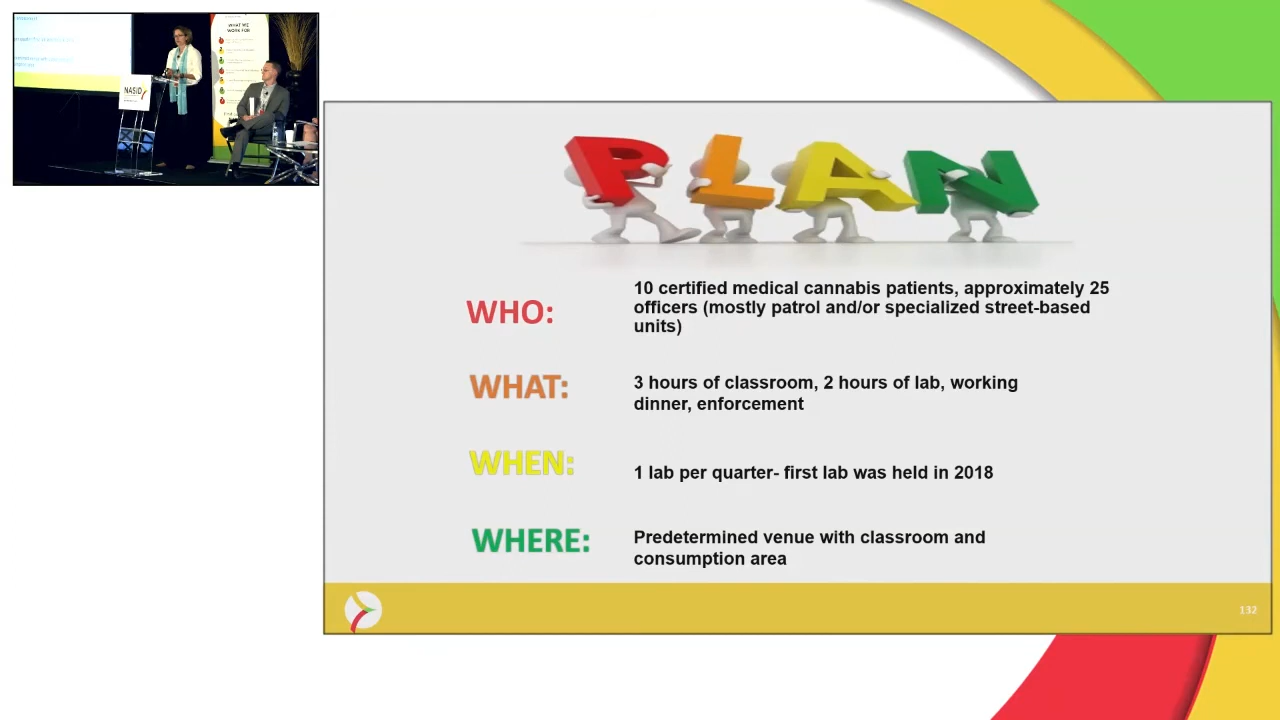 WHAT WE
WORK FOR
NASID
PLAN
WHO:
10 certified medical cannabis patients, approximately 25
officers (mostly patrol and/or specialized street-based
units)
WHAT:
3 hours of classroom, 2 hours of lab, working
dinner, enforcement
WHEN:
1 lab per quarter- first lab was held in 2018
WHERE:
Predetermined venue with classroom and
consumption area
132